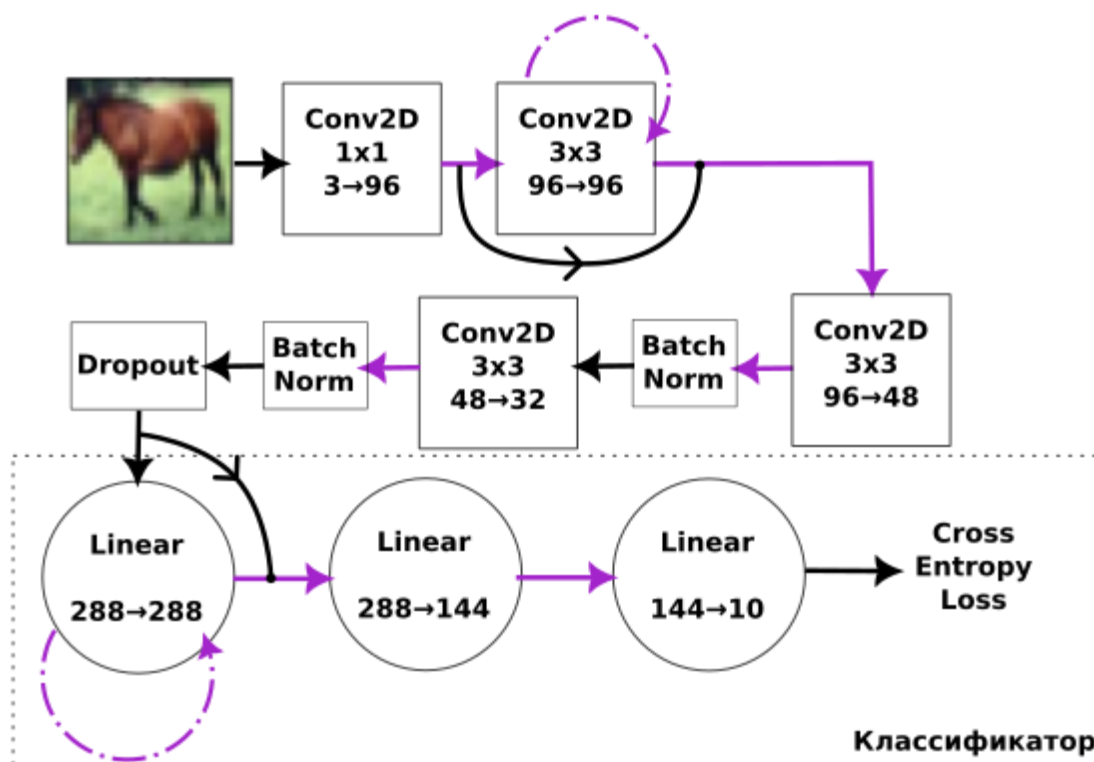 Conv2D
1x1
3→96
Conv2D
3x3
96→96
Dropout
Batch
Norm
Conv2D
3x3
48→32
Batch
Norm
Conv2D
3x3
96→48
Linear
288→288
Linear
288→144
Linear
144→10
Cross
Entropy
Loss
Классификатор